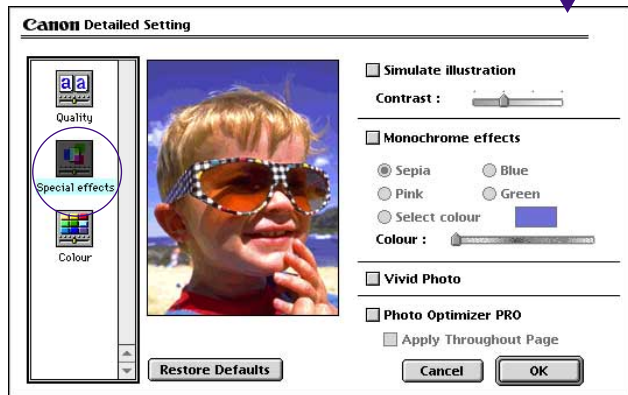 Canon Detailed Setting
aa
Quality
Special effects
Colour
Restore Defaults
Simulate illustration
Contrast :
Monochrome effects
Sepia
Blue
Pink
Green
Select colour
Colour :
Vivid Photo
Photo Optimizer PRO
Apply Throughout Page
Cancel
OK